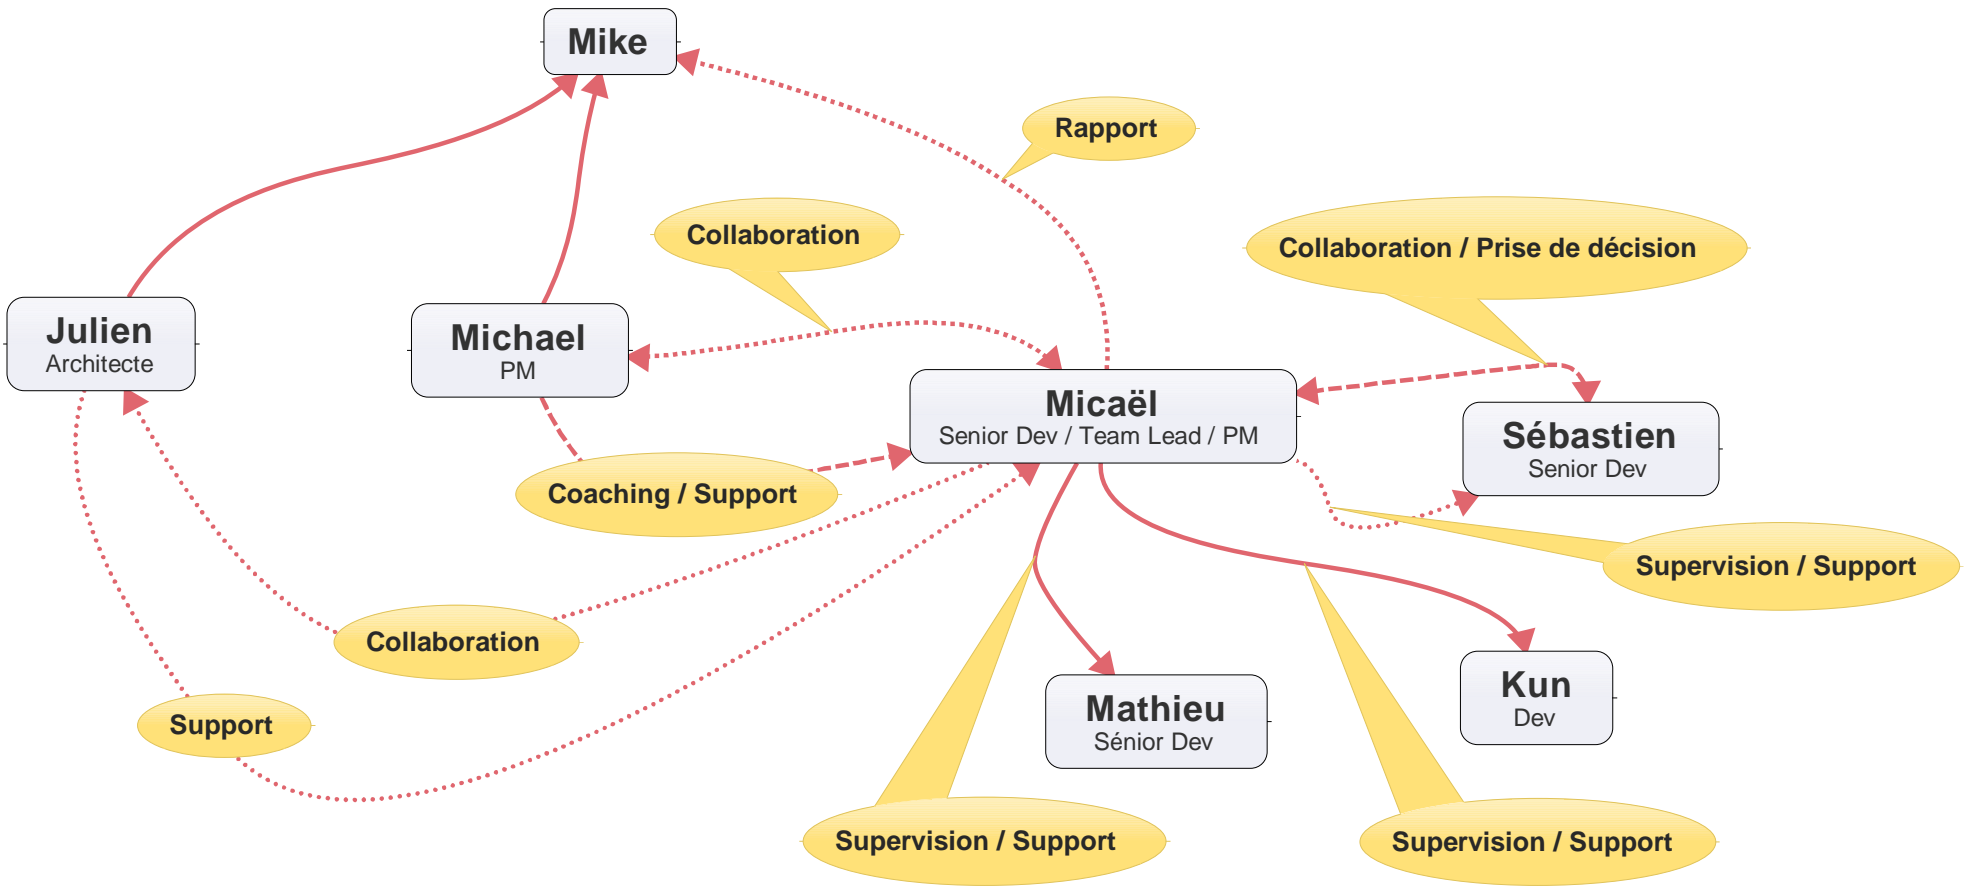 Mike
Rapport
Collaboration
Collaboration / Prise de décision
Julien
Architecte
Michael
PM
Micaël
Senior Dev / Team Lead / PM
Sébastien
Senior Dev
Coaching / Support
Supervision / Support
Collaboration
Support
Mathieu
Sénior Dev
Kun
Dev
Supervision / Support
Supervision / Support